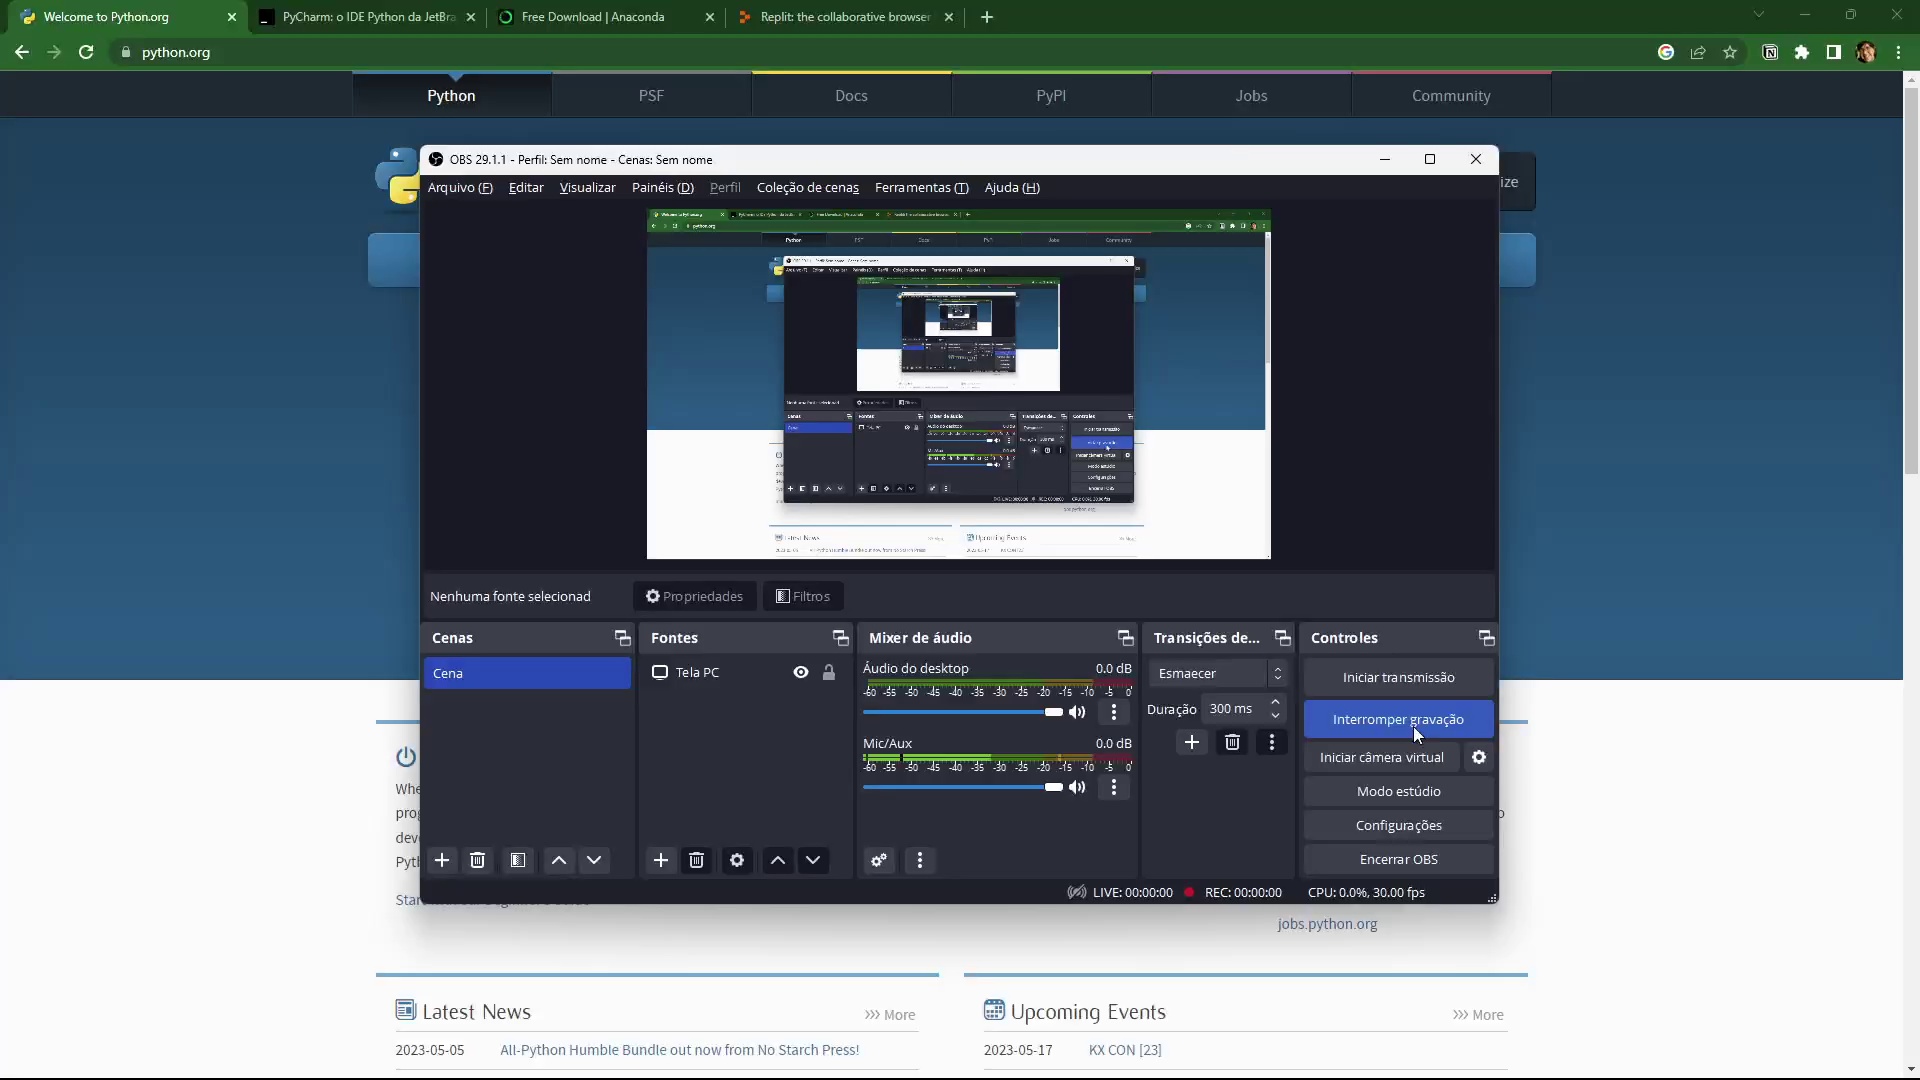 Welcome to Python.org
PyCharm: o IDE Python da JetBra
Free Download | Anaconda
Replit: the collaborative browser
python.org
Python
PSF
Docs
PyPI
Jobs
Community
ize
OBS 29.1.1 - Perfil: Sem nome - Cenas: Sem nome
Arquivo (F)
Editar
Visualizar
Painéis (D)
Perfil
Coleção de cenas
Ferramentas (T)
Ajuda (H)
Nenhuma fonte selecionad
Propriedades
Filtros
Cenas
Fontes
Mixer de áudio
Transições de...
Controles
Cena
Tela PC
Áudio do desktop
0.0 dB
-60 -55 -50 -45 -40 -35 -30 -25 -20 -15 -10 -5 0
Mic/Aux
0.0 dB
-60 -55 -50 -45 -40 -35 -30 -25 -20 -15 -10 -5 0
Esmaecer
Duração
300 ms
Iniciar transmissão
Interromper gravação
Iniciar câmera virtual
Modo estúdio
Configurações
Encerrar OBS
LIVE: 00:00:00
REC: 00:00:00
CPU: 0.0%, 30.00 fps
Whe
prog
deve
Pyth
jobs.python.org
Latest News
>>> More
2023-05-05
All-Python Humble Bundle out now from No Starch Press!
Upcoming Events
>>> More
2023-05-17
KX CON [23]